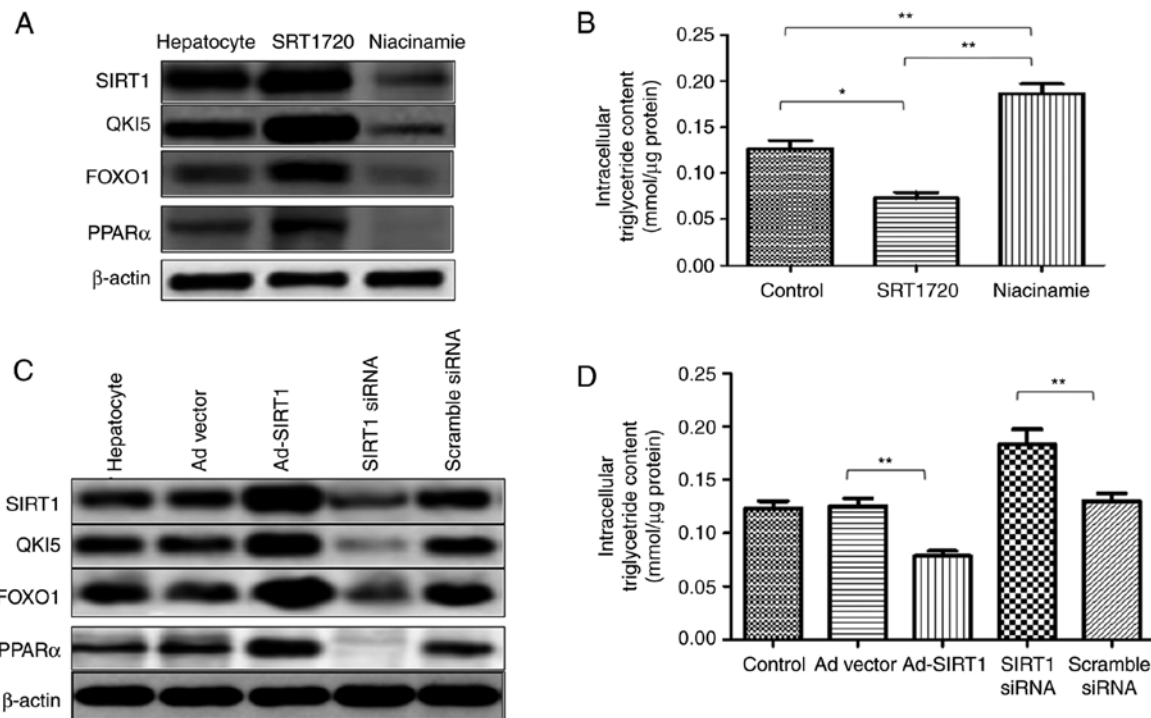 A
Hepatocyte SRT1720 Niacinamie
SIRT1
QKI5
FOXO1
PPARα
β-actin
B
Intracellular
triglycetride content
(mmol/μg protein)
0.25
0.20
0.15
0.10
0.05
0.00
**
**
*
Control SRT1720 Niacinamie
C
Hepatocyte
Ad vector
Ad-SIRT1
SIRT1 siRNA
Scramble siRNA
SIRT1
QKI5
FOXO1
PPARα
β-actin
D
Intracellular
triglycetride content
(mmol/μg protein)
0.25
0.20
0.15
0.10
0.05
0.00
**
**
Control Ad vector Ad-SIRT1 SIRT1 Scramble
siRNA siRNA